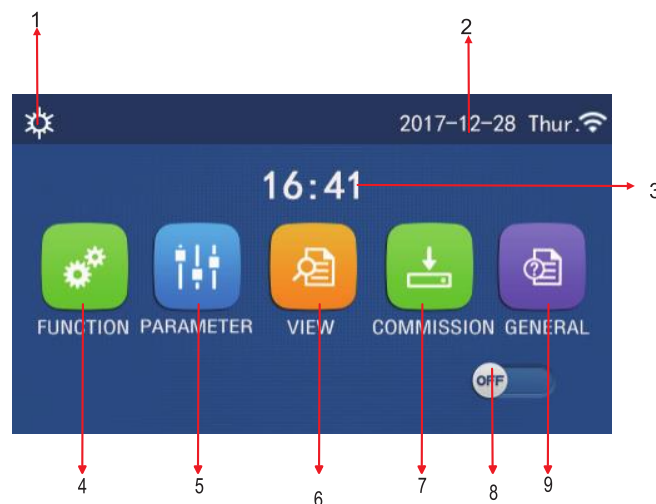 1
2
2017-12-28 Thur.
16:41
3
FUNCTION PARAMETER VIEW COMMISSION GENERAL
OFF
4 5 6 7 8 9